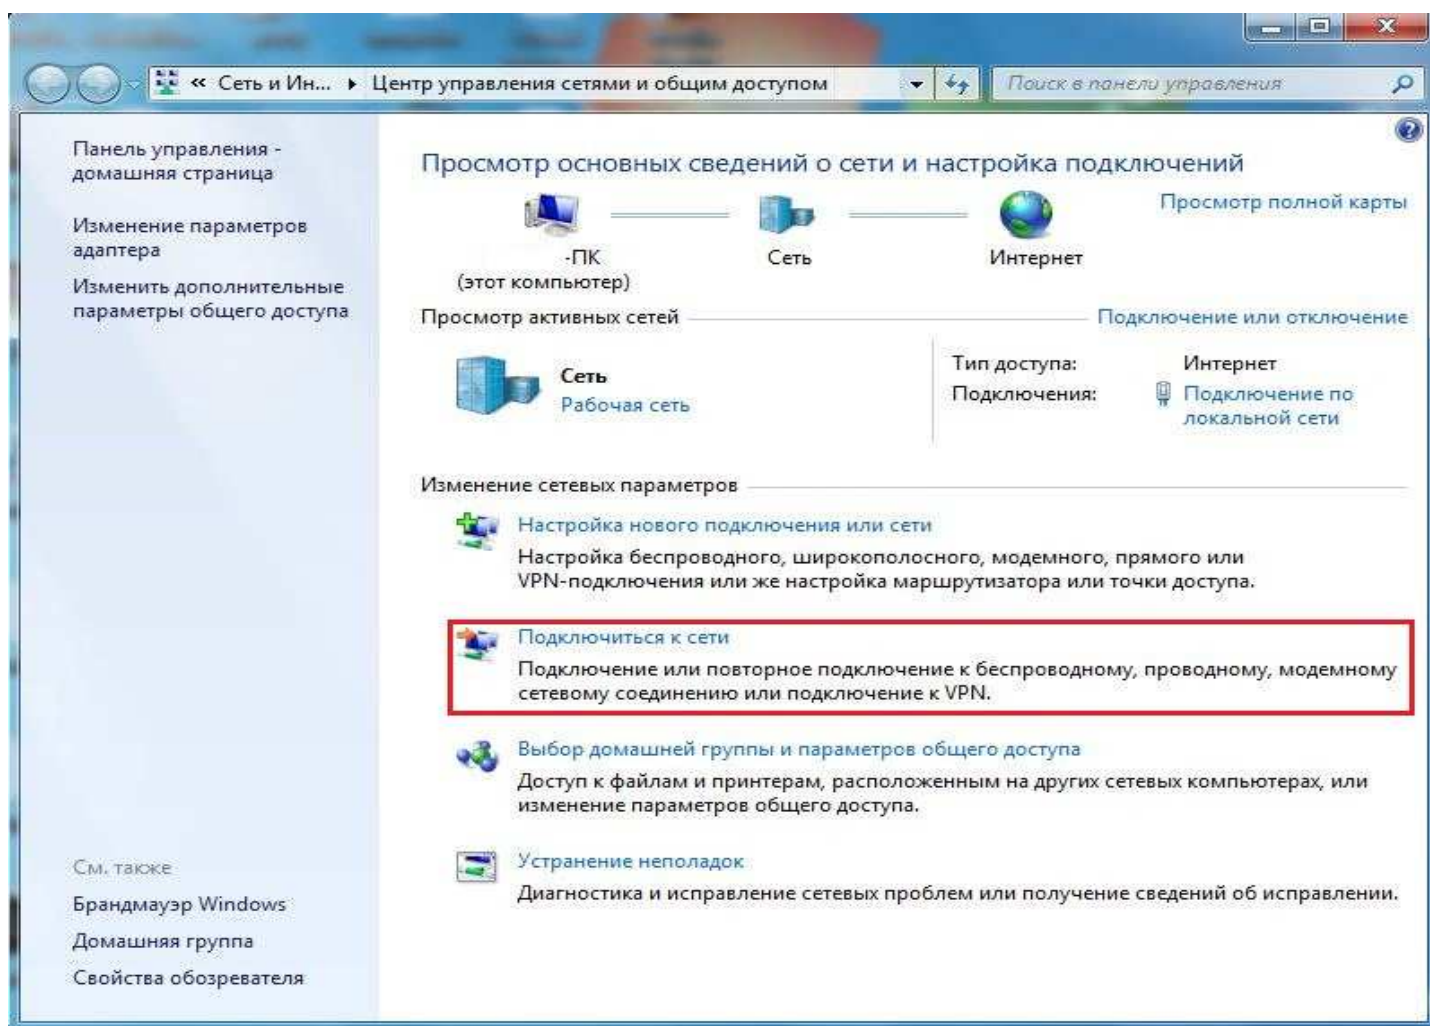 « Сеть и Ин... ▸ Центр управления сетями и общим доступом
Поиск в панели управления
Панель управления -
домашняя страница
Изменение параметров
адаптера
Изменить дополнительные
параметры общего доступа
См. также
Брандмауэр Windows
Домашняя группа
Свойства обозревателя
Просмотр основных сведений о сети и настройка подключений
Просмотр полной карты
-ПК
(этот компьютер)
Сеть
Интернет
Просмотр активных сетей
Подключение или отключение
Сеть
Рабочая сеть
Тип доступа: Интернет
Подключения: Подключение по
локальной сети
Изменение сетевых параметров
Настройка нового подключения или сети
Настройка беспроводного, широкополосного, модемного, прямого или
VPN-подключения или же настройка маршрутизатора или точки доступа.
Подключиться к сети
Подключение или повторное подключение к беспроводному, проводному, модемному
сетевому соединению или подключение к VPN.
Выбор домашней группы и параметров общего доступа
Доступ к файлам и принтерам, расположенным на других сетевых компьютерах, или
изменение параметров общего доступа.
Устранение неполадок
Диагностика и исправление сетевых проблем или получение сведений об исправлении.